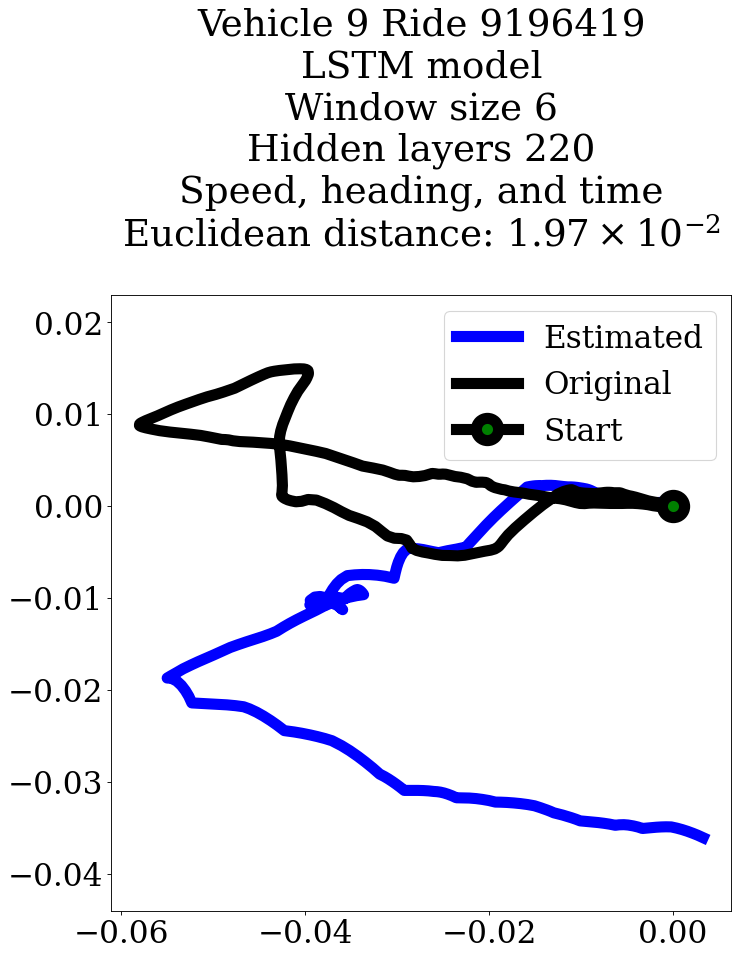 Vehicle 9 Ride 9196419
LSTM model
Window size 6
Hidden layers 220
Speed, heading, and time
Euclidean distance: 1.97 × 10⁻²
Estimated
Original
Start
0.02
0.01
0.00
−0.01
−0.02
−0.03
−0.04
−0.06 −0.04 −0.02 0.00